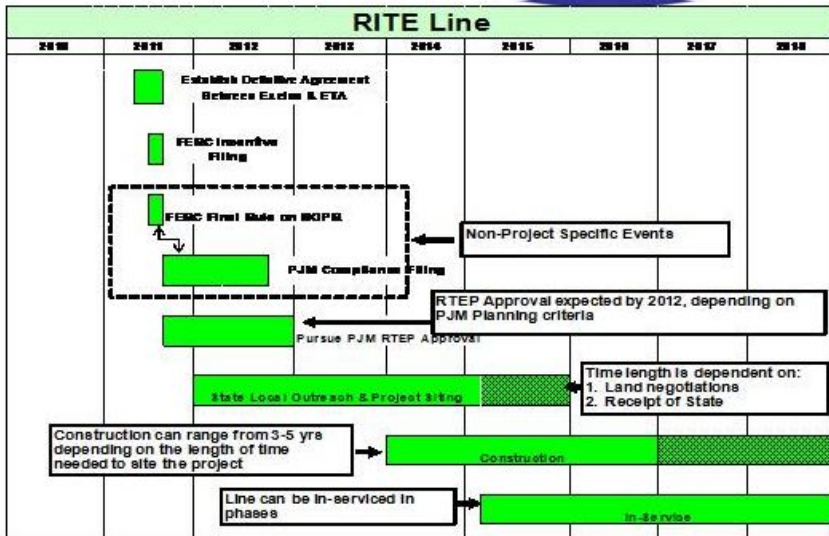 RITE Line
2010 2011 2012 2013 2014 2015 2016 2017 2018
Establish Definitive Agreement
Between Exelon & ETA
FERC Incentive
Filing
FERC Final Rule on
PJM Compliance Filing
Non-Project Specific Events
RTEP Approval expected by 2012, depending on
PJM Planning criteria
Pursue PJM RTEP Approval
Time length is dependent on:
1. Land negotiations
2. Receipt of State
State Local Outreach & Project Siting
Construction can range from 3-5 yrs
depending on the length of time
needed to site the project
Construction
Line can be in-serviced in
phases
In-Service